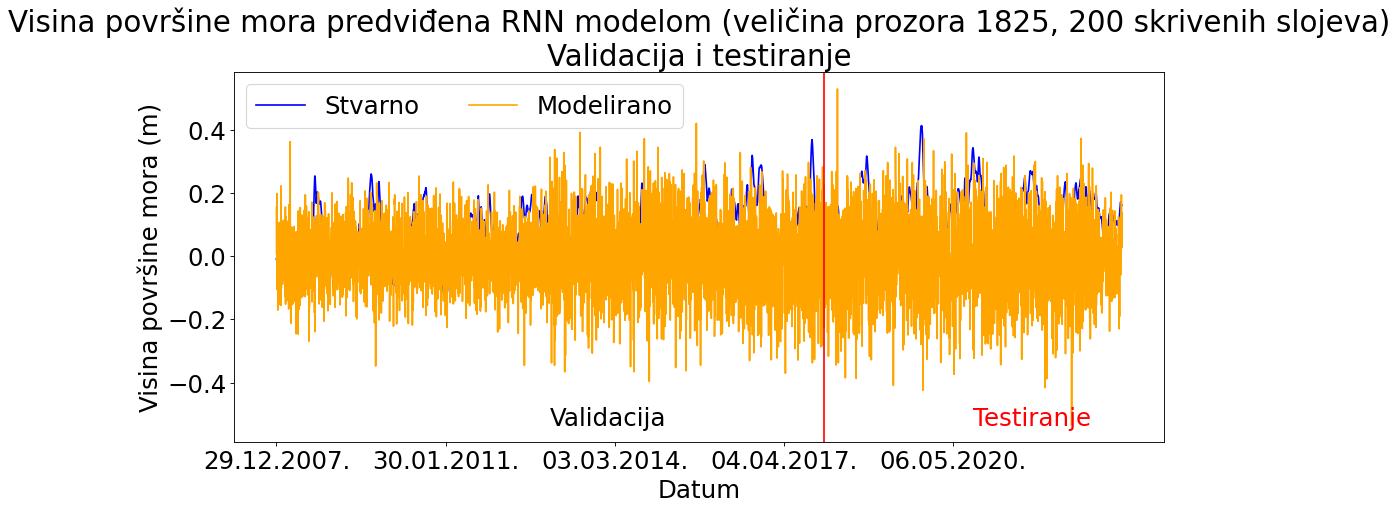 Visina površine mora predviđena RNN modelom (veličina prozora 1825, 200 skrivenih slojeva)
Validacija i testiranje
Stvarno
Modelirano
Visina površine mora (m)
0.4
0.2
0.0
−0.2
−0.4
Validacija
Testiranje
29.12.2007.
30.01.2011.
03.03.2014.
04.04.2017.
06.05.2020.
Datum